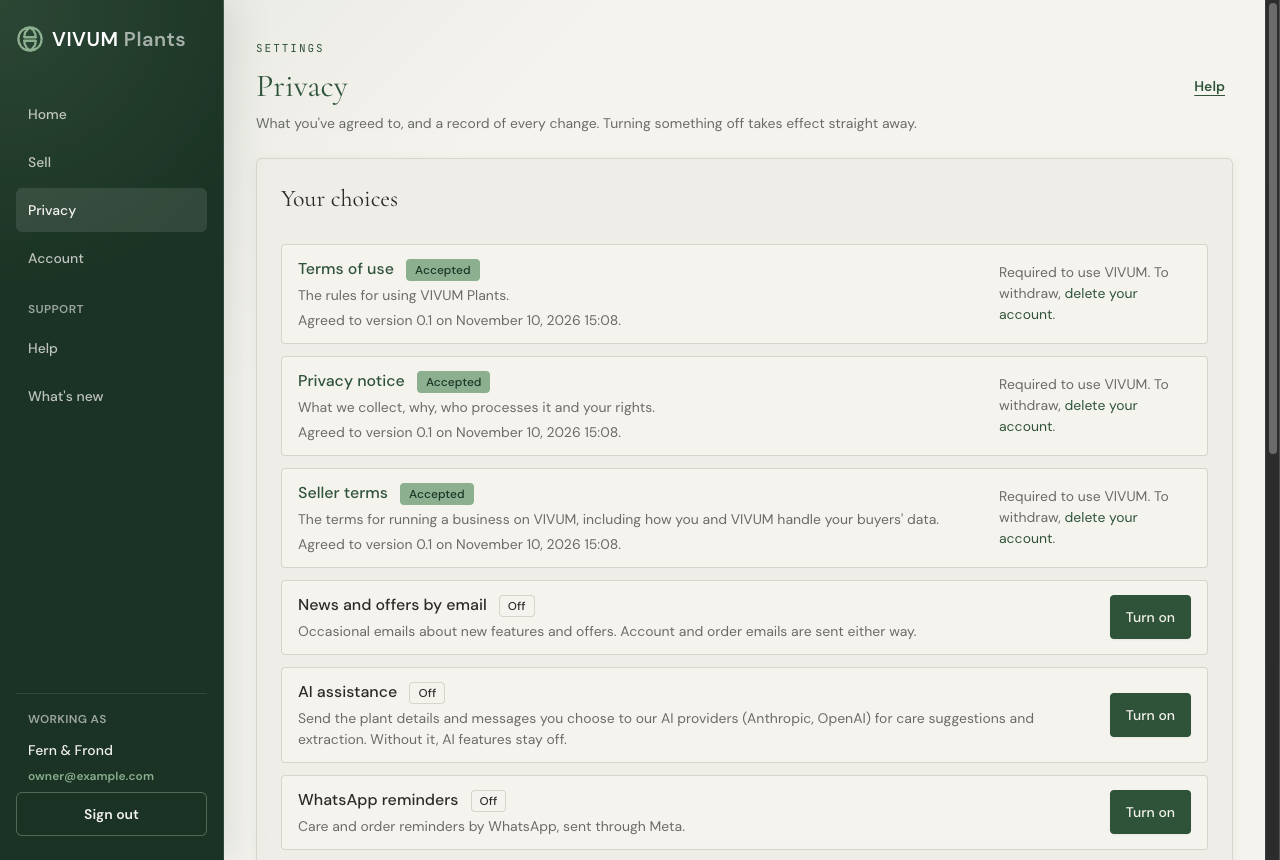 VIVUM Plants
Home
Sell
Privacy
Account
SUPPORT
Help
What's new
WORKING AS
Fern & Frond
owner@example.com
Sign out
SETTINGS
Privacy
Help
What you've agreed to, and a record of every change. Turning something off takes effect straight away.
Your choices
Terms of use Accepted
The rules for using VIVUM Plants.
Agreed to version 0.1 on November 10, 2026 15:08.
Required to use VIVUM. To
withdraw, delete your
account.
Privacy notice Accepted
What we collect, why, who processes it and your rights.
Agreed to version 0.1 on November 10, 2026 15:08.
Required to use VIVUM. To
withdraw, delete your
account.
Seller terms Accepted
The terms for running a business on VIVUM, including how you and VIVUM handle your buyers' data.
Agreed to version 0.1 on November 10, 2026 15:08.
Required to use VIVUM. To
withdraw, delete your
account.
News and offers by email Off
Occasional emails about new features and offers. Account and order emails are sent either way.
Turn on
AI assistance Off
Send the plant details and messages you choose to our AI providers (Anthropic, OpenAI) for care suggestions and
extraction. Without it, AI features stay off.
Turn on
WhatsApp reminders Off
Care and order reminders by WhatsApp, sent through Meta.
Turn on